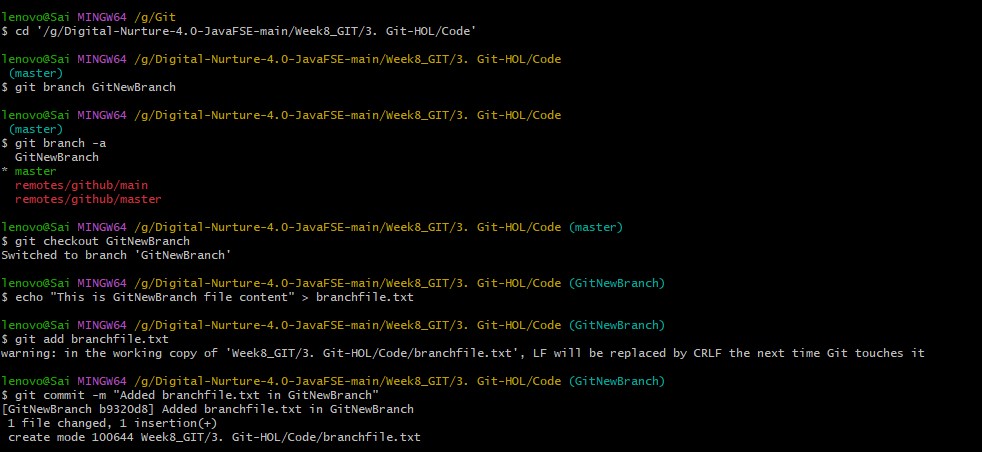 lenovo@Sai MINGW64 /g/Git
$ cd '/g/Digital-Nurture-4.0-JavaFSE-main/Week8_GIT/3. Git-HOL/Code'
lenovo@Sai MINGW64 /g/Digital-Nurture-4.0-JavaFSE-main/Week8_GIT/3. Git-HOL/Code
(master)
$ git branch GitNewBranch
lenovo@Sai MINGW64 /g/Digital-Nurture-4.0-JavaFSE-main/Week8_GIT/3. Git-HOL/Code
(master)
$ git branch -a
GitNewBranch
* master
remotes/github/main
remotes/github/master
lenovo@Sai MINGW64 /g/Digital-Nurture-4.0-JavaFSE-main/Week8_GIT/3. Git-HOL/Code (master)
$ git checkout GitNewBranch
Switched to branch 'GitNewBranch'
lenovo@Sai MINGW64 /g/Digital-Nurture-4.0-JavaFSE-main/Week8_GIT/3. Git-HOL/Code (GitNewBranch)
$ echo "This is GitNewBranch file content" > branchfile.txt
lenovo@Sai MINGW64 /g/Digital-Nurture-4.0-JavaFSE-main/Week8_GIT/3. Git-HOL/Code (GitNewBranch)
$ git add branchfile.txt
warning: in the working copy of 'Week8_GIT/3. Git-HOL/Code/branchfile.txt', LF will be replaced by CRLF the next time Git touches it
lenovo@Sai MINGW64 /g/Digital-Nurture-4.0-JavaFSE-main/Week8_GIT/3. Git-HOL/Code (GitNewBranch)
$ git commit -m "Added branchfile.txt in GitNewBranch"
[GitNewBranch b9320d8] Added branchfile.txt in GitNewBranch
1 file changed, 1 insertion(+)
create mode 100644 Week8_GIT/3. Git-HOL/Code/branchfile.txt